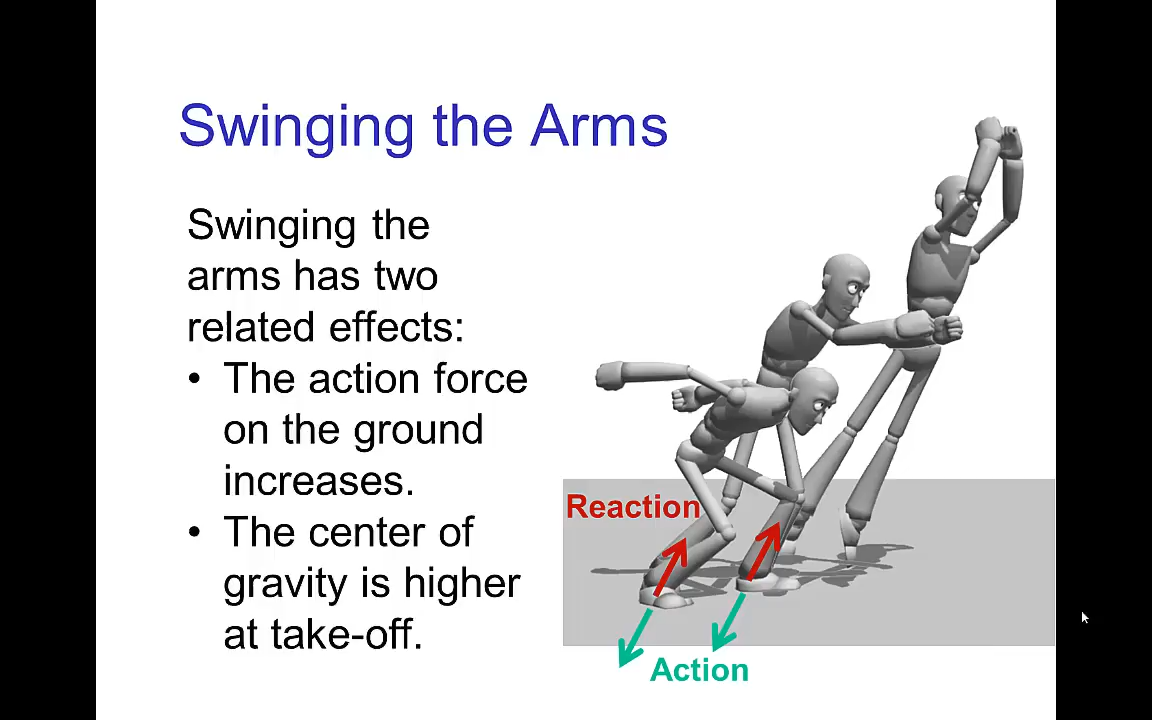 Swinging the Arms
Swinging the
arms has two
related effects:
• The action force
on the ground
increases.
• The center of
gravity is higher
at take-off.
Reaction
Action